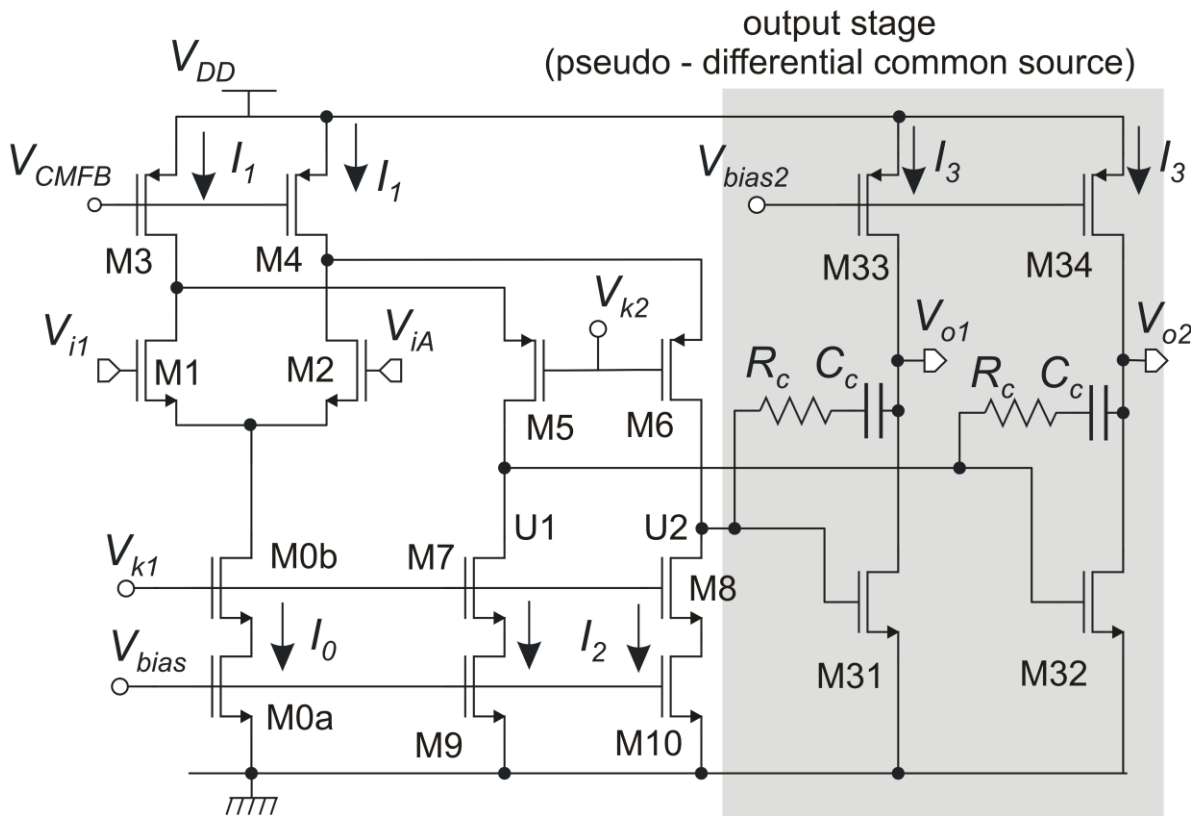 output stage
(pseudo - differential common source)
V_DD
V_CMFB
I_1
I_1
V_bias2
I_3
I_3
M3
M4
M33
M34
V_k2
V_i1
V_iA
M1
M2
V_o1
V_o2
R_c
C_c
R_c
C_c
M5
M6
U1
U2
V_k1
M0b
M7
M8
V_bias
I_0
I_2
M31
M32
M0a
M9
M10